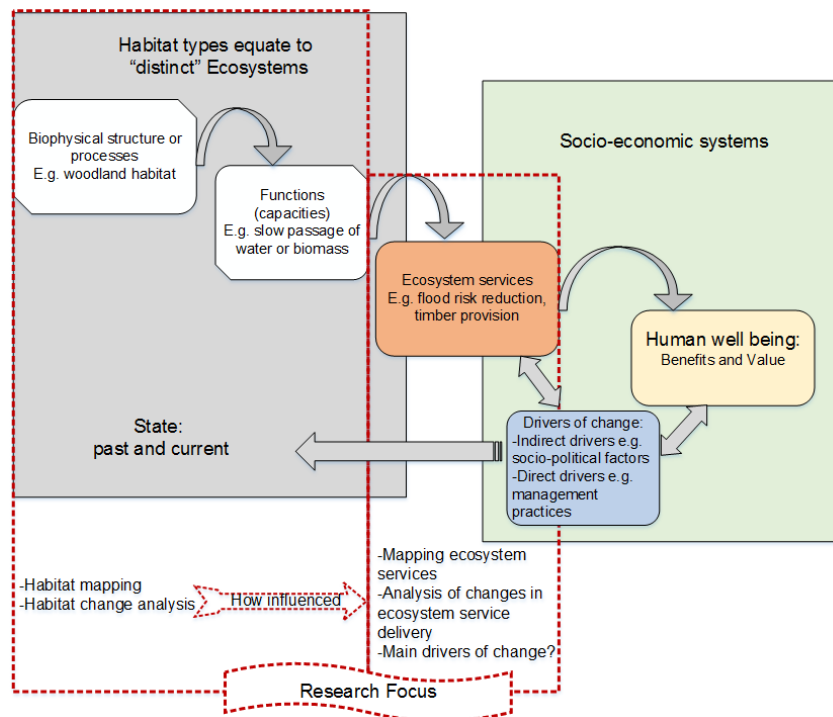 Habitat types equate to
“distinct” Ecosystems
Biophysical structure or
processes
E.g. woodland habitat
Functions
(capacities)
E.g. slow passage of
water or biomass
Socio-economic systems
Ecosystem services
E.g. flood risk reduction,
timber provision
Human well being:
Benefits and Value
State:
past and current
Drivers of change:
-Indirect drivers e.g.
socio-political factors
-Direct drivers e.g.
management
practices
-Habitat mapping
-Habitat change analysis
How influenced
-Mapping ecosystem
services
-Analysis of changes in
ecosystem service
delivery
-Main drivers of change?
Research Focus